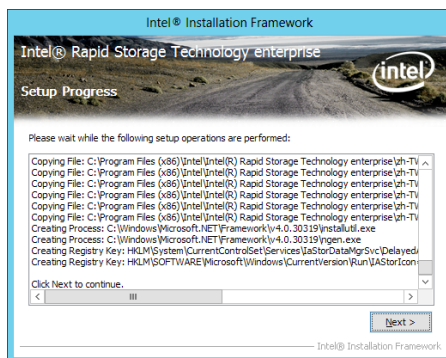 Intel® Installation Framework
Intel® Rapid Storage Technology enterprise
intel
Setup Progress
Please wait while the following setup operations are performed:
Copying File: C:\Program Files (x86)\Intel\Intel(R) Rapid Storage Technology enterprise\zh-TW
Copying File: C:\Program Files (x86)\Intel\Intel(R) Rapid Storage Technology enterprise\zh-TW
Copying File: C:\Program Files (x86)\Intel\Intel(R) Rapid Storage Technology enterprise\zh-TW
Copying File: C:\Program Files (x86)\Intel\Intel(R) Rapid Storage Technology enterprise\zh-TW
Copying File: C:\Program Files (x86)\Intel\Intel(R) Rapid Storage Technology enterprise\zh-TW
Copying File: C:\Program Files (x86)\Intel\Intel(R) Rapid Storage Technology enterprise\zh-TW
Creating Process: C:\Windows\Microsoft.NET\Framework\v4.0.30319\installutil.exe
Creating Process: C:\Windows\Microsoft.NET\Framework\v4.0.30319\ngen.exe
Creating Registry Key: HKLM\System\CurrentControlSet\Services\IaStorDataMgrSvc\DelayedA
Creating Registry Key: HKLM\SOFTWARE\Microsoft\Windows\CurrentVersion\Run\IAStorIcon
Click Next to continue.
Next >
Intel® Installation Framework